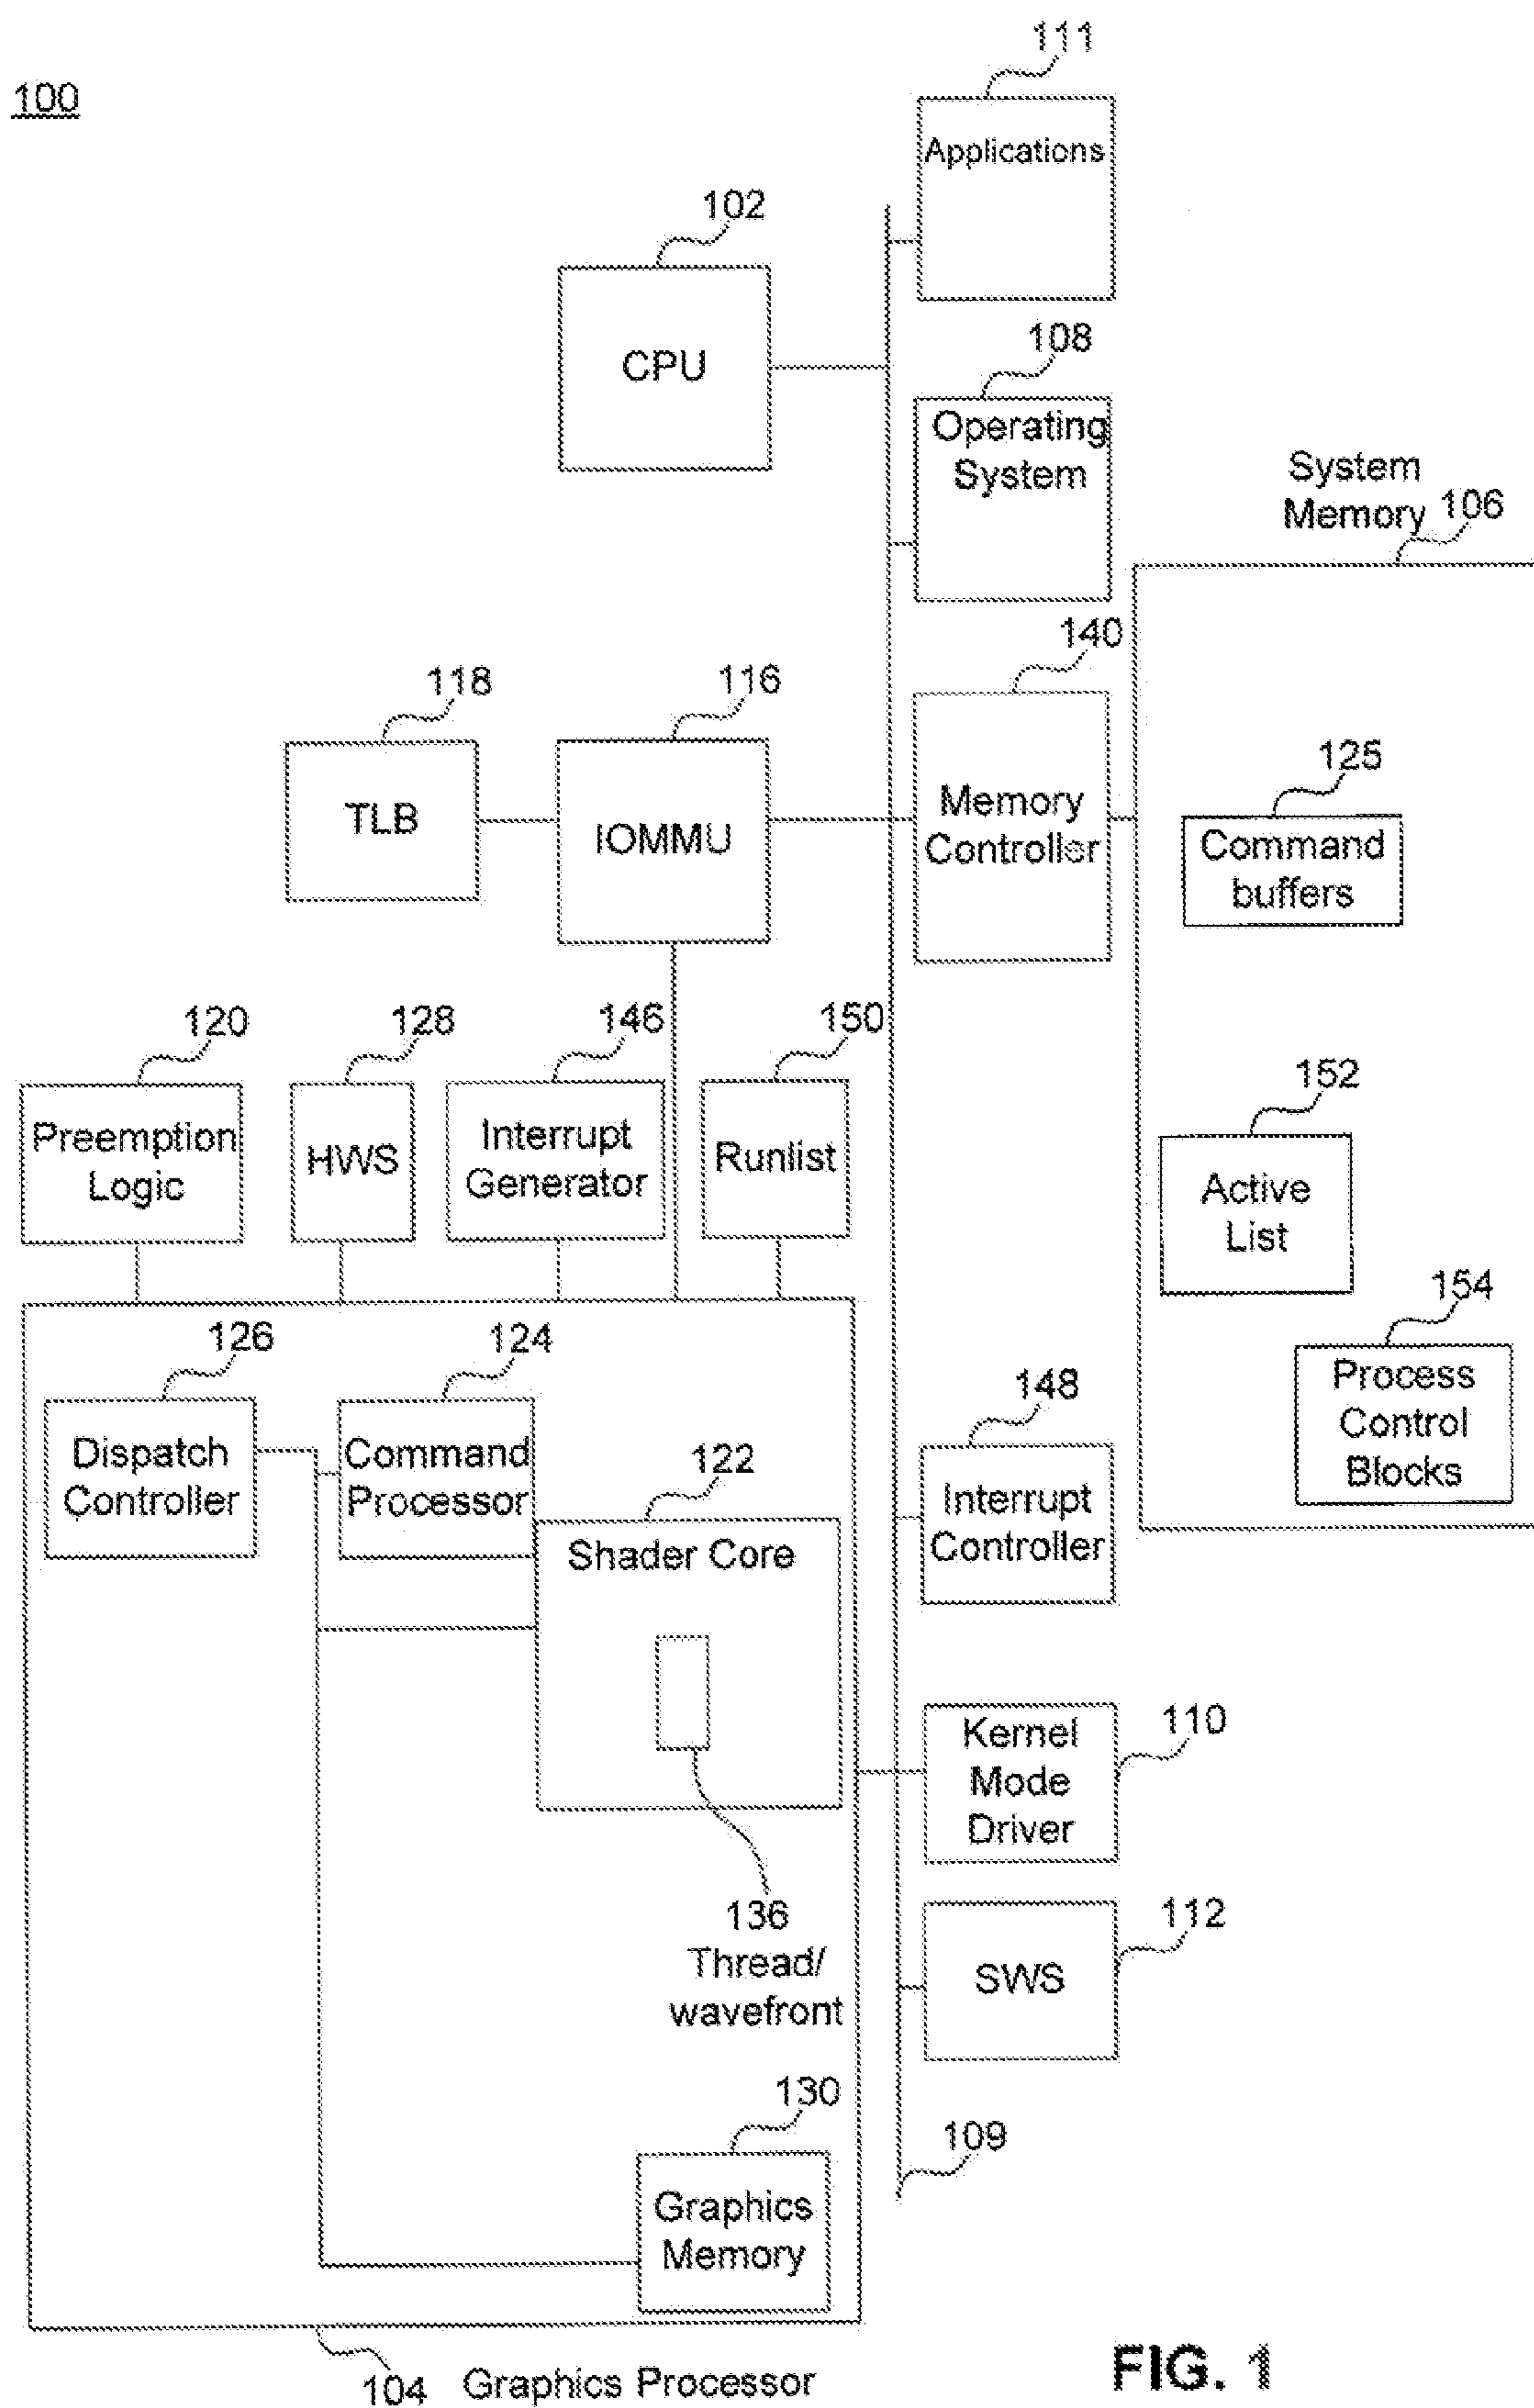 100
111
Applications
102
CPU
108
Operating
System
System
Memory
106
140
Memory
Controller
118
TLB
116
IOMMU
125
Command
buffers
120
Preemption
Logic
128
HWS
146
Interrupt
Generator
150
Runlist
152
Active
List
154
Process
Control
Blocks
126
Dispatch
Controller
124
Command
Processor
122
Shader Core
148
Interrupt
Controller
110
Kernel
Mode
Driver
136
Thread/
wavefront
112
SWS
130
Graphics
Memory
109
104
Graphics Processor
FIG. 1